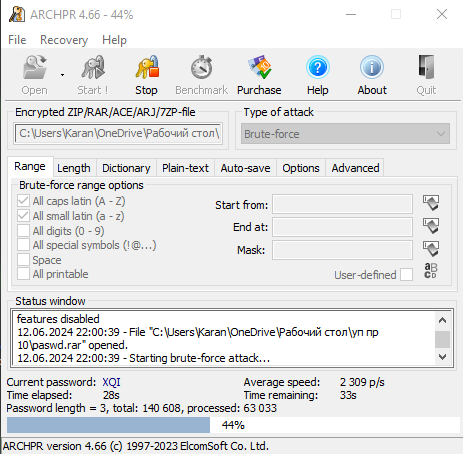 ARCHPR 4.66 - 44%
File Recovery Help
Open Start ! Stop Benchmark Purchase Help About Quit
Encrypted ZIP/RAR/ACE/ARJ/7ZP-file Type of attack
C:\Users\Karan\OneDrive\Рабочий стол\ Brute-force
Range Length Dictionary Plain-text Auto-save Options Advanced
Brute-force range options
All caps latin (A - Z)
All small latin (a - z)
All digits (0 - 9)
All special symbols (!@...)
Space
All printable
Start from:
End at:
Mask:
User-defined
aB
CD
Status window
features disabled
12.06.2024 22:00:39 - File "C:\Users\Karan\OneDrive\Рабочий стол\уп пр
10\paswd.rar" opened.
12.06.2024 22:00:39 - Starting brute-force attack...
Current password: XQI Average speed: 2 309 p/s
Time elapsed: 28s Time remaining: 33s
Password length = 3, total: 140 608, processed: 63 033
44%
ARCHPR version 4.66 (c) 1997-2023 ElcomSoft Co. Ltd.